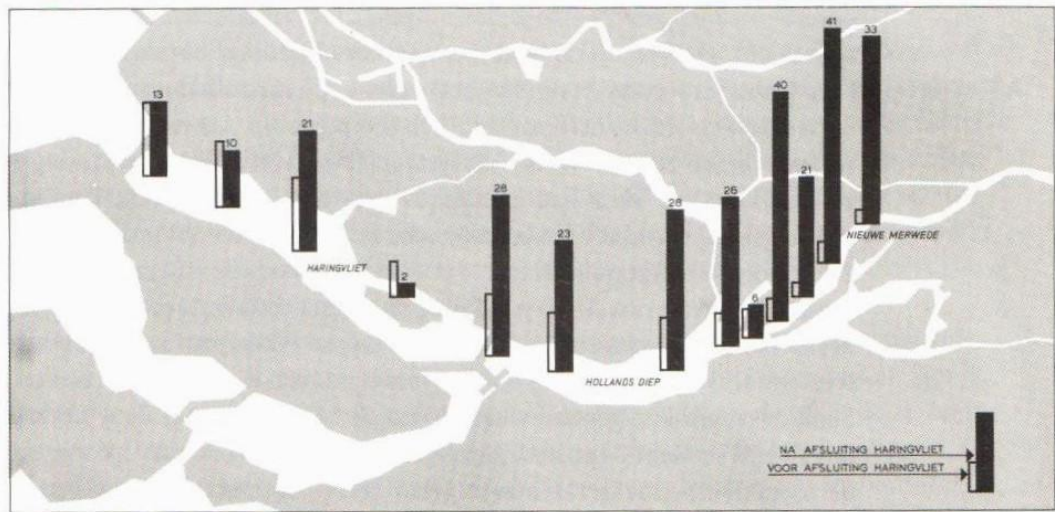 41
33
40
13
21
10
21
28
26
28
23
6
NIEUWE MERWEDE
HARINGVLIET
2
HOLLANDS DIEP
NA AFSLUITING HARINGVLIET
VOOR AFSLUITING HARINGVLIET